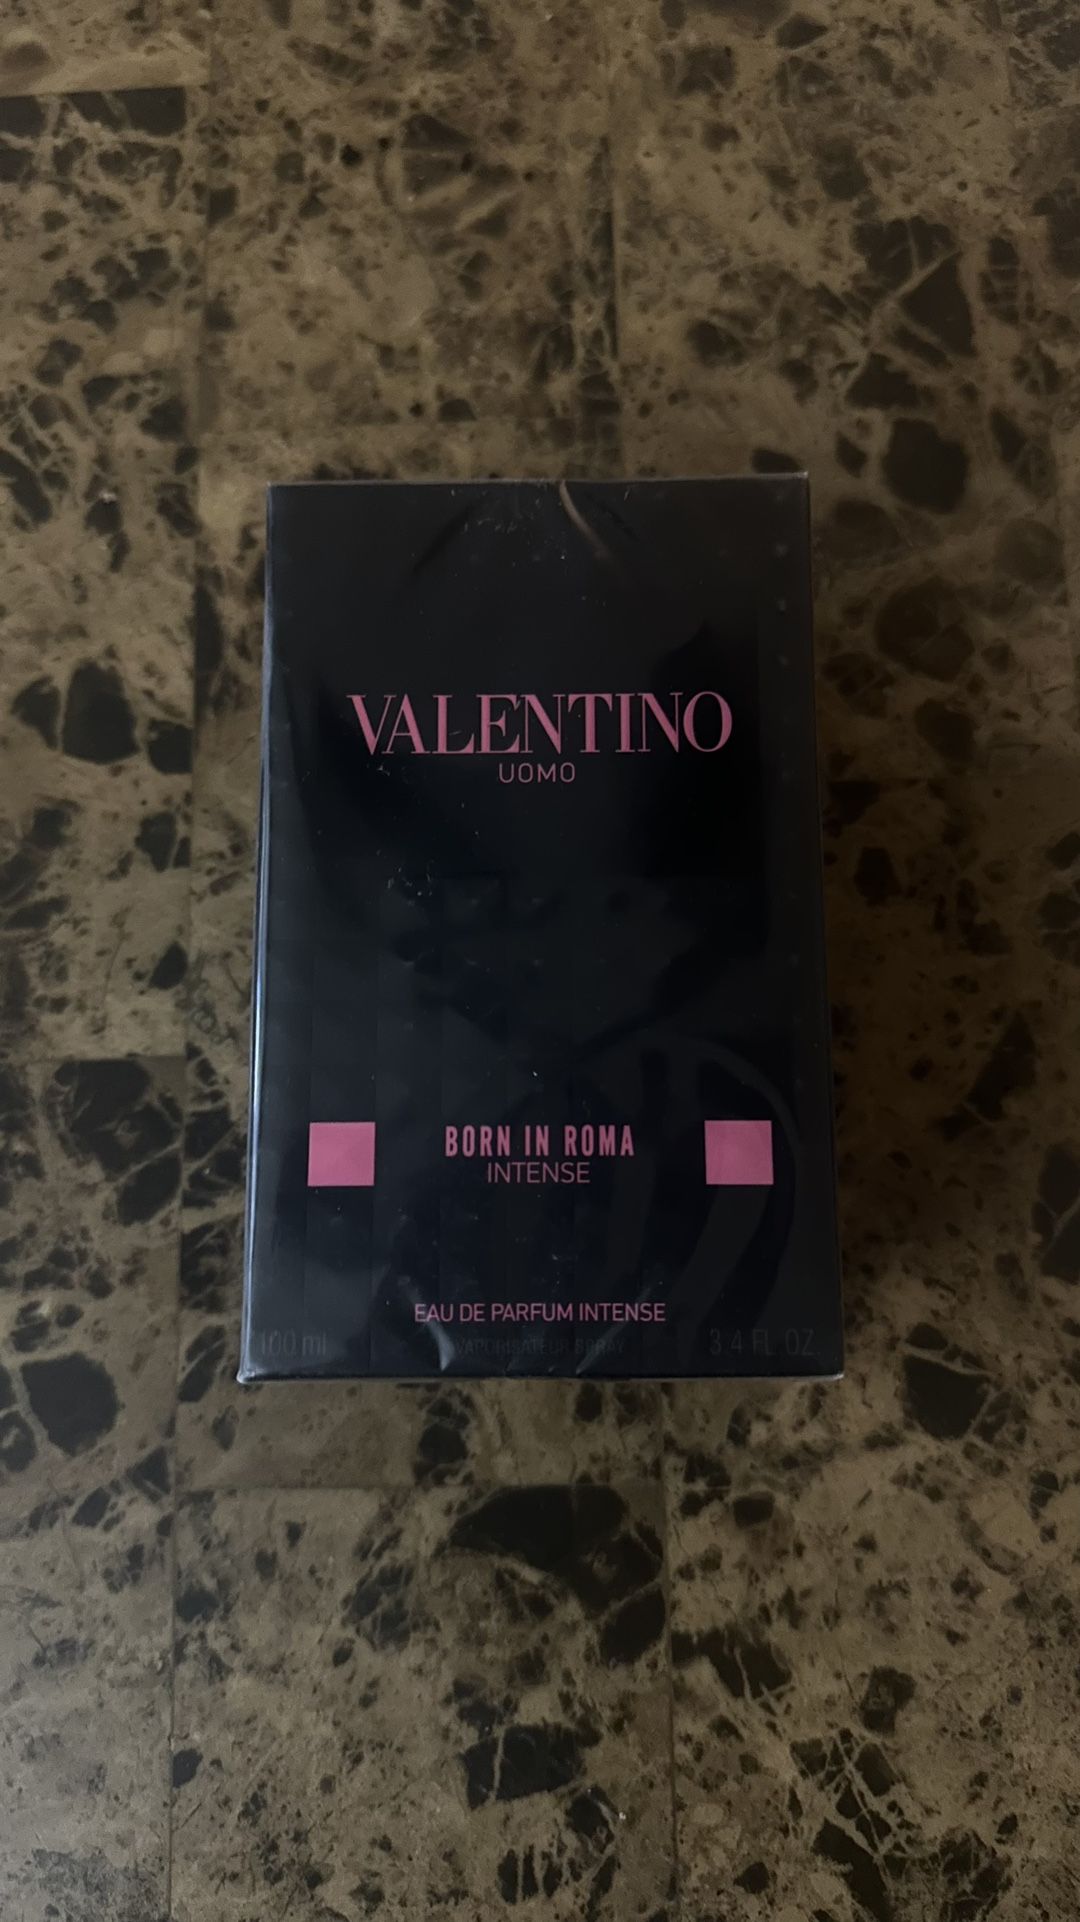 VALENTINO
UOMO
BORN IN ROMA
INTENSE
EAU DE PARFUM INTENSE
100 ml VAPORISATEUR SPRAY 3.4 FL. OZ.